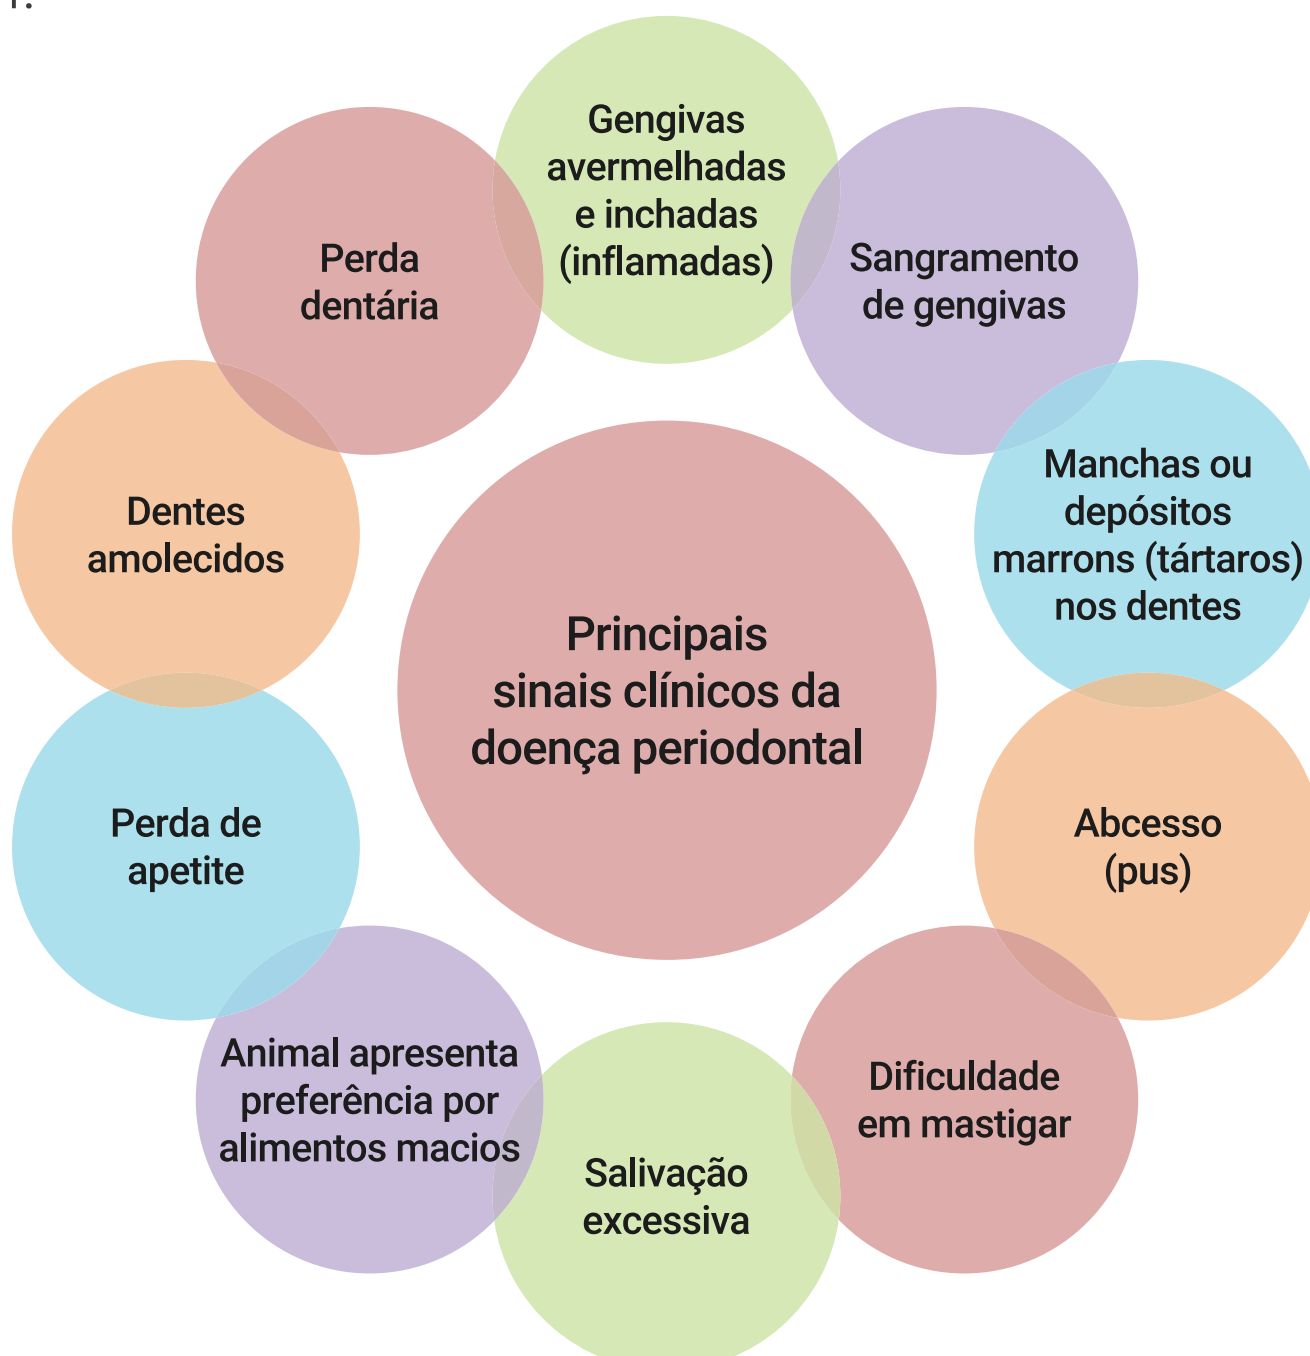 Gengivas
avermelhadas
e inchadas
(inflamadas)
Sangramento
de gengivas
Manchas ou
depósitos
marrons (tártaros)
nos dentes
Abcesso
(pus)
Dificuldade
em mastigar
Salivação
excessiva
Animal apresenta
preferência por
alimentos macios
Perda de
apetite
Dentes
amolecidos
Perda
dentária
Principais
sinais clínicos da
doença periodontal